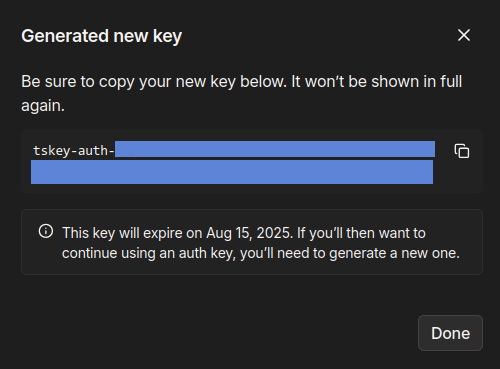 Generated new key
Be sure to copy your new key below. It won’t be shown in full
again.
tskey-auth-
This key will expire on Aug 15, 2025. If you’ll then want to
continue using an auth key, you’ll need to generate a new one.
Done